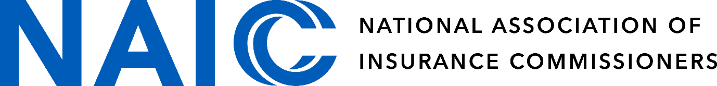 NAIC
NATIONAL ASSOCIATION OF
INSURANCE COMMISSIONERS